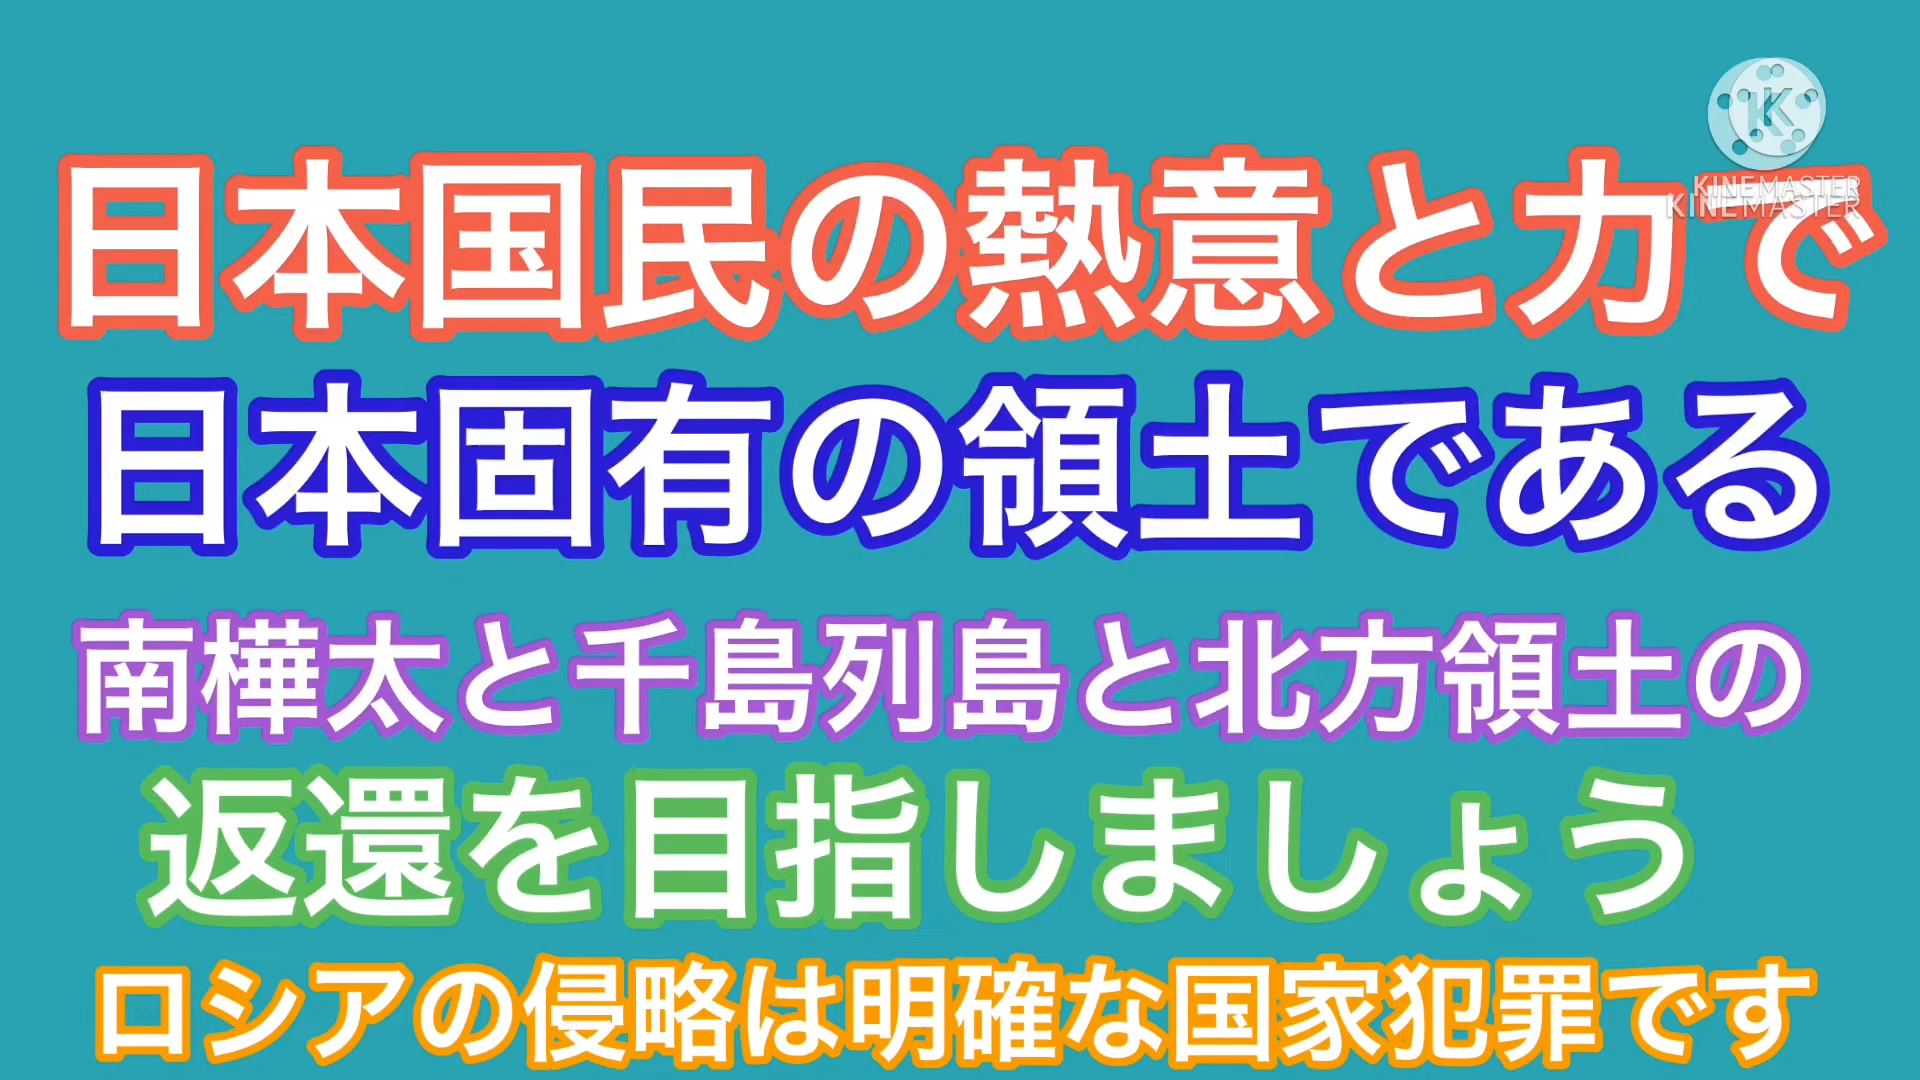 KINEMASTER
KINEMASTER
日本国民の熱意と力で
日本固有の領土である
南樺太と千島列島と北方領土の
返還を目指しましょう
ロシアの侵略は明確な国家犯罪です